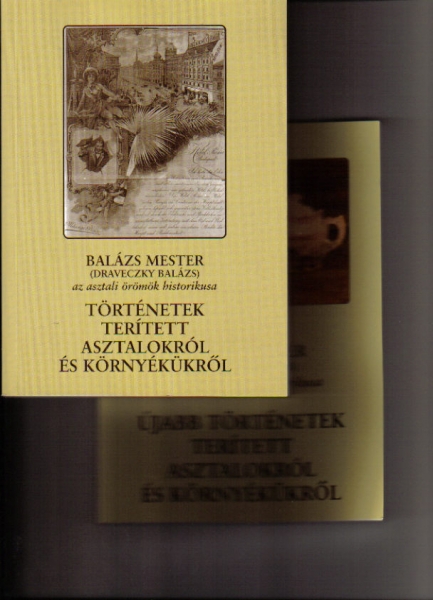 BALÁZS MESTER
(DRAVECZKY BALÁZS)
az asztali örömök historikusa
TÖRTÉNETEK
TERÍTETT
ASZTALOKRÓL
ÉS KÖRNYÉKÜKRŐL
ÚJABB TÖRTÉNETEK
TERÍTETT
ASZTALOKRÓL
ÉS KÖRNYÉKÜKRŐL